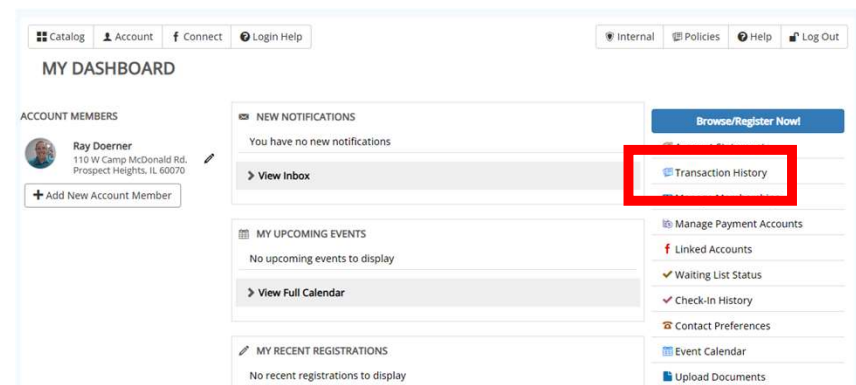 Catalog Account Connect Login Help Internal Policies Help Log Out
MY DASHBOARD
ACCOUNT MEMBERS
Ray Doerner
110 W Camp McDonald Rd.
Prospect Heights, IL 60070
Add New Account Member
NEW NOTIFICATIONS
You have no new notifications
View Inbox
MY UPCOMING EVENTS
No upcoming events to display
View Full Calendar
MY RECENT REGISTRATIONS
No recent registrations to display
Browse/Register Now!
Transaction History
Manage Payment Accounts
Linked Accounts
Waiting List Status
Check-In History
Contact Preferences
Event Calendar
Upload Documents